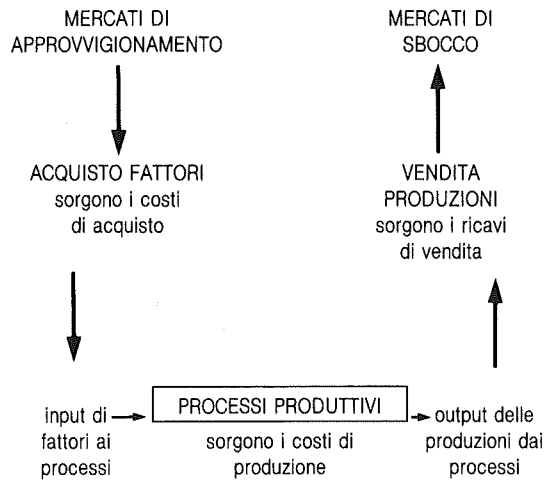 MERCATI DI
APPROVVIGIONAMENTO
MERCATI DI
SBOCCO
ACQUISTO FATTORI
sorgono i costi
di acquisto
VENDITA
PRODUZIONI
sorgono i ricavi
di vendita
input di
fattori ai
processi
PROCESSI PRODUTTIVI
sorgono i costi di
produzione
output delle
produzioni dai
processi